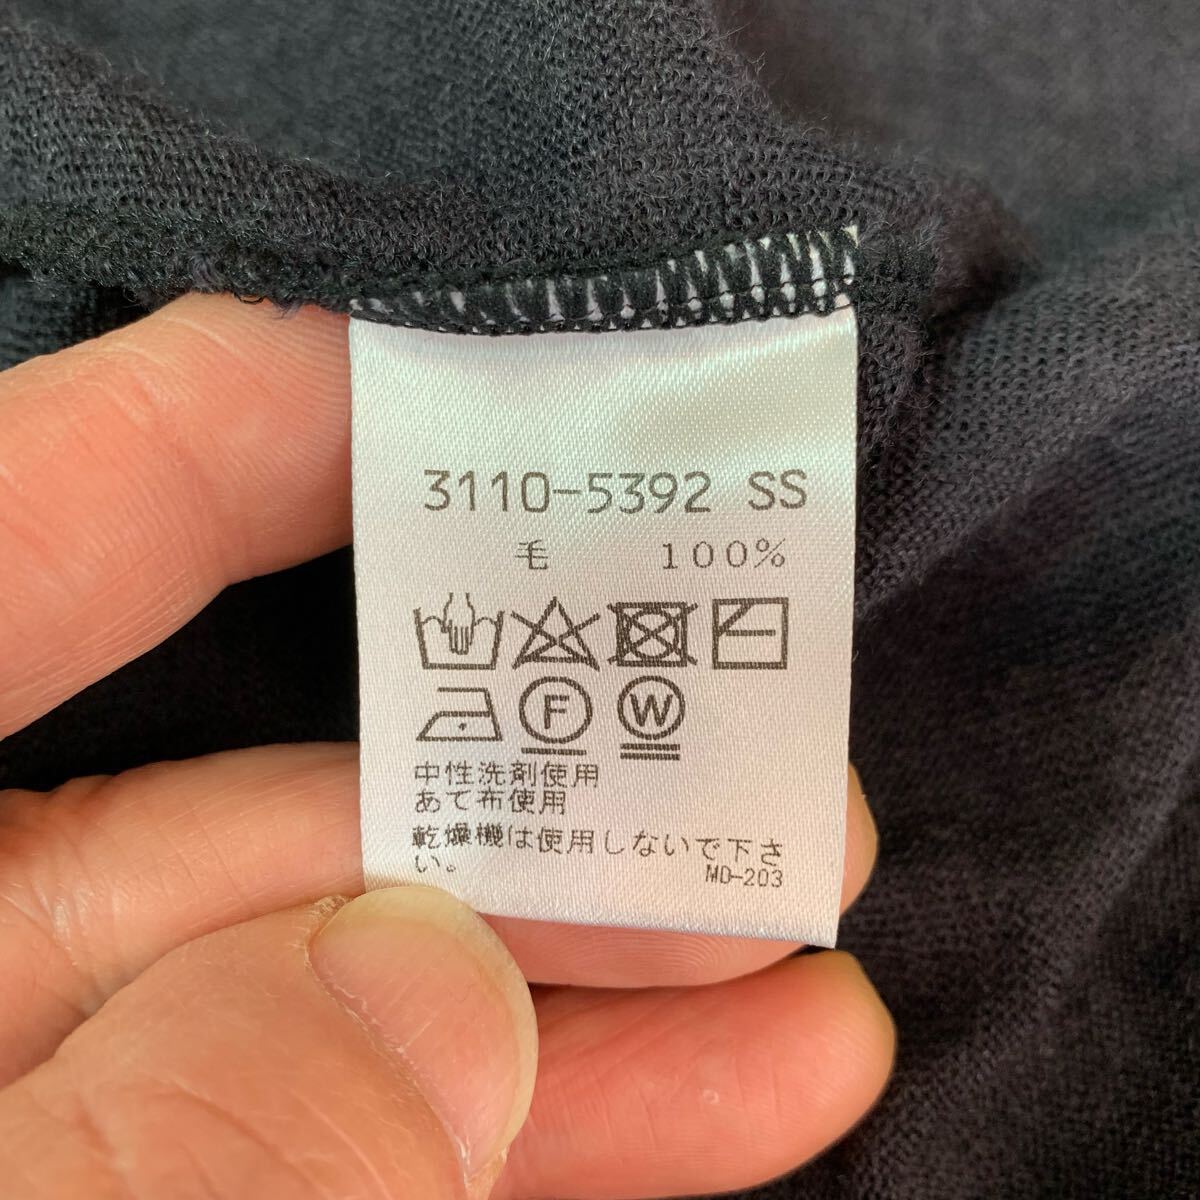 3110-5392 SS
毛 100%
F W
中性洗剤使用
あて布使用
乾燥機は使用しないで下さ
い。 MD-203